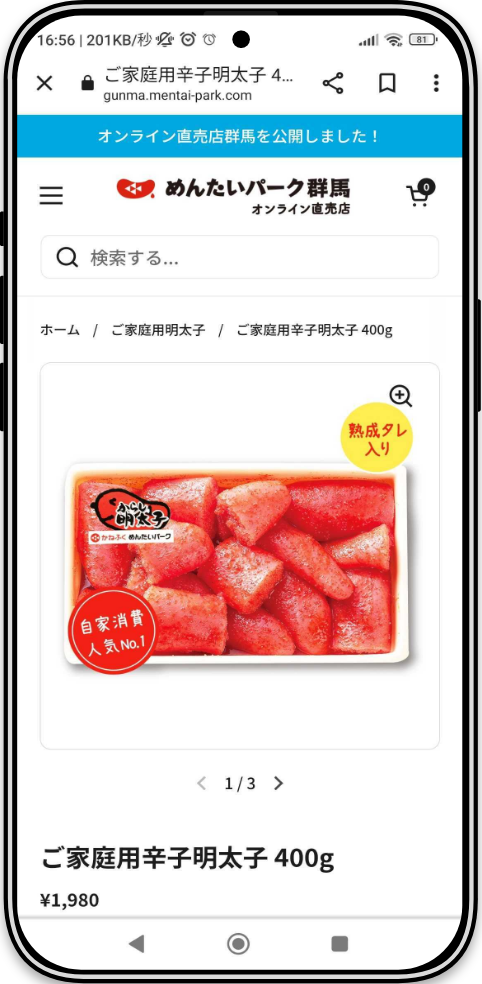 16:56 | 201KB/秒
81
ご家庭用辛子明太子 4...
gunma.mentai-park.com
オンライン直売店群馬を公開しました！
めんたいパーク群馬
オンライン直売店
0
検索する...
ホーム / ご家庭用明太子 / ご家庭用辛子明太子 400g
熟成タレ
入り
からし
明太子
かねふく めんたいパーク
自家消費
人気No.1
1 / 3
ご家庭用辛子明太子 400g
¥1,980